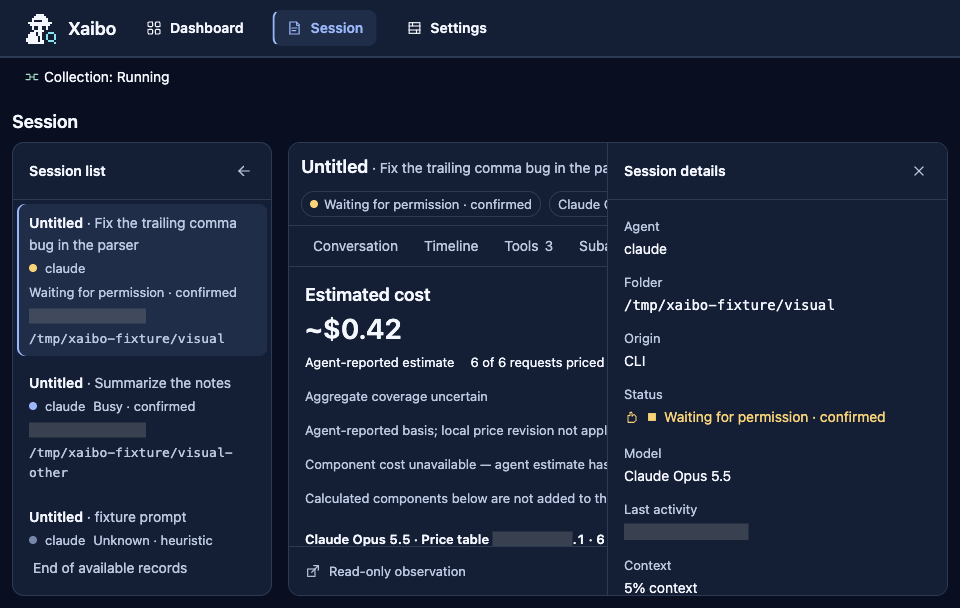 Xaibo
Dashboard
Session
Settings
Collection: Running
Session
Session list
Untitled · Fix the trailing comma
bug in the parser
claude
Waiting for permission · confirmed
/tmp/xaibo-fixture/visual
Untitled · Summarize the notes
claude Busy · confirmed
/tmp/xaibo-fixture/visual-
other
Untitled · fixture prompt
claude Unknown · heuristic
End of available records
Untitled · Fix the trailing comma bug in the pa
Waiting for permission · confirmed
Claude
Conversation
Timeline
Tools 3
Suba
Estimated cost
~$0.42
Agent-reported estimate 6 of 6 requests priced
Aggregate coverage uncertain
Agent-reported basis; local price revision not appl
Component cost unavailable — agent estimate has
Calculated components below are not added to th
Claude Opus 5.5 · Price table .1 · 6
Read-only observation
Session details
Agent
claude
Folder
/tmp/xaibo-fixture/visual
Origin
CLI
Status
Waiting for permission · confirmed
Model
Claude Opus 5.5
Last activity
Context
5% context